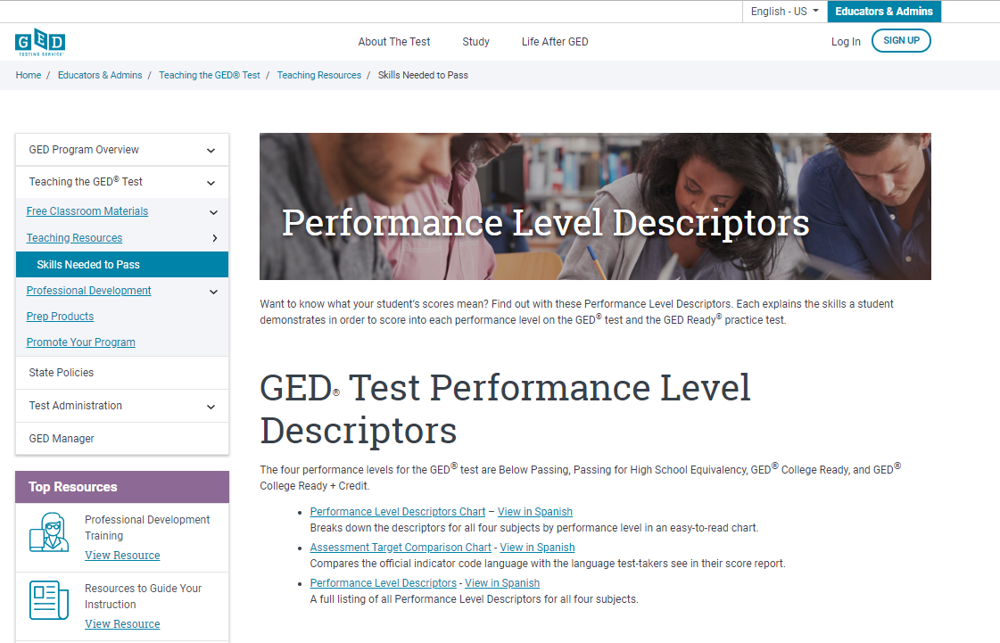 English - US
Educators & Admins
GED
TESTING SERVICE
About The Test
Study
Life After GED
Log In
SIGN UP
Home / Educators & Admins / Teaching the GED® Test / Teaching Resources / Skills Needed to Pass
GED Program Overview
Teaching the GED® Test
Free Classroom Materials
Teaching Resources
Skills Needed to Pass
Professional Development
Prep Products
Promote Your Program
State Policies
Test Administration
GED Manager
Top Resources
Professional Development
Training
View Resource
Resources to Guide Your
Instruction
View Resource
Performance Level Descriptors
Want to know what your student's scores mean? Find out with these Performance Level Descriptors. Each explains the skills a student
demonstrates in order to score into each performance level on the GED® test and the GED Ready® practice test.
GED® Test Performance Level
Descriptors
The four performance levels for the GED® test are Below Passing, Passing for High School Equivalency, GED® College Ready, and GED®
College Ready + Credit.
• Performance Level Descriptors Chart – View in Spanish
Breaks down the descriptors for all four subjects by performance level in an easy-to-read chart.
• Assessment Target Comparison Chart - View in Spanish
Compares the official indicator code language with the language test-takers see in their score report.
• Performance Level Descriptors - View in Spanish
A full listing of all Performance Level Descriptors for all four subjects.